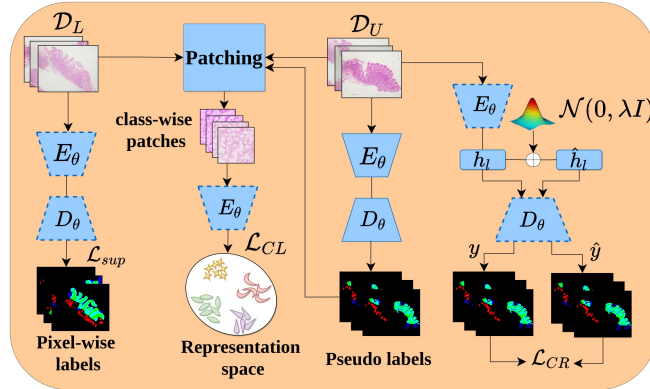 𝒟_L
Patching
𝒟_U
class-wise
patches
E_θ
D_θ
ℒ_sup
Pixel-wise
labels
E_θ
ℒ_CL
Representation
space
E_θ
D_θ
Pseudo labels
E_θ
𝒩(0, λI)
h_l
ĥ_l
D_θ
y
ŷ
ℒ_CR